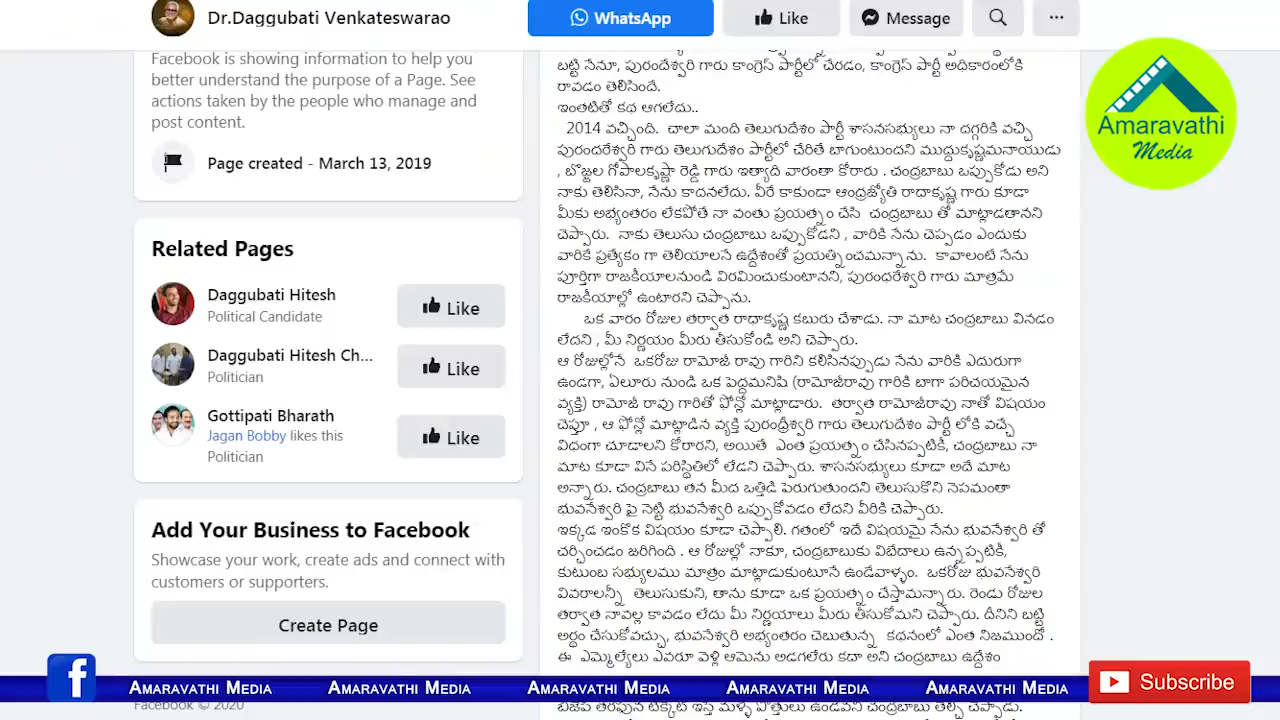 Dr.Daggubati Venkateswarao
WhatsApp
Like
Message
Facebook is showing information to help you
better understand the purpose of a Page. See
actions taken by the people who manage and
post content.
Page created - March 13, 2019
Related Pages
Daggubati Hitesh
Political Candidate
Like
Daggubati Hitesh Ch...
Politician
Like
Gottipati Bharath
Jagan Bobby likes this
Politician
Like
Add Your Business to Facebook
Showcase your work, create ads and connect with
customers or supporters.
Create Page
Facebook © 2020
బట్టి నేనూ, పురందేశ్వరి గారు కాంగ్రెస్ పార్టీలో చేరడం, కాంగ్రెస్ పార్టీ అధికారంలోకి
రావడం తెలిసిందే.
ఇంతటితో కథ ఆగలేదు..
2014 వచ్చింది. చాలా మంది తెలుగుదేశం పార్టీ శాసనసభ్యులు నా దగ్గరికి వచ్చి
పురంధరేశ్వరి గారు తెలుగుదేశం పార్టీలో చేరితే బాగుంటుందని ముద్దుకృష్ణమనాయుడు
, బొజ్జల గోపాలకృష్ణా రెడ్డి గారు ఇత్యాది వారంతా కోరారు . చంద్రబాబు ఒప్పుకోడు అని
నాకు తెలిసినా, నేను కాదనలేదు. వీరే కాకుండా ఆంధ్రజ్యోతి రాధాకృష్ణ గారు కూడా
మీకు అభ్యంతరం లేకపోతే నా వంతు ప్రయత్నం చేసి చంద్రబాబు తో మాట్లాడతానని
చెప్పారు. నాకు తెలుసు చంద్రబాబు ఒప్పుకోడని , వారికి నేను చెప్పడం ఎందుకు
వారికే ప్రత్యేకం గా తెలియాలనే ఉద్దేశంతో ప్రయత్నించమన్నాను. కావాలంటే నేను
పూర్తిగా రాజకీయాలనుండి విరమించుకుంటానని, పురంధరేశ్వరి గారు మాత్రమే
రాజకీయాల్లో ఉంటారని చెప్పాను.
ఒక వారం రోజుల తర్వాత రాధాకృష్ణ కబురు చేశాడు. నా మాట చంద్రబాబు వినడం
లేదని , మీ నిర్ణయం మీరు తీసుకోండి అని చెప్పారు.
ఆ రోజుల్లోనే ఒకరోజు రామోజీ రావు గారిని కలిసినప్పుడు నేను వారికి ఎదురుగా
ఉండగా, ఏలూరు నుండి ఒక పెద్దమనిషి (రామోజీరావు గారికి బాగా పరిచయమైన
వ్యక్తి) రామోజీ రావు గారితో ఫోన్లో మాట్లాడారు. తర్వాత రామోజీరావు నాతో విషయం
చెప్తూ , ఆ ఫోన్లో మాట్లాడిన వ్యక్తి పురంధ్రీశ్వరి గారు తెలుగుదేశం పార్టీ లోకి వచ్చే
విధంగా చూడాలని కోరారని, అయితే ఎంత ప్రయత్నం చేసినప్పటికీ, చంద్రబాబు నా
మాట కూడా వినే పరిస్థితిలో లేడని చెప్పారు. శాసనసభ్యులు కూడా అదే మాట
అన్నారు. చంద్రబాబు తన మీద ఒత్తిడి పెరుగుతుందని తెలుసుకొని నెపమంతా
భువనేశ్వరి పై నెట్టి భువనేశ్వరి ఒప్పుకోవడం లేదని వీరికి చెప్పారు.
ఇక్కడ ఇంకొక విషయం కూడా చెప్పాలి. గతంలో ఇదే విషయమై నేను భువనేశ్వరి తో
చర్చించడం జరిగింది . ఆ రోజుల్లో నాకూ, చంద్రబాబుకు విబేదాలు ఉన్నప్పటికీ,
కుటుంబ సభ్యులము మాత్రం మాట్లాడుకుంటూనే ఉండేవాళ్ళం. ఒకరోజు భువనేశ్వరి
వివరాలన్నీ తెలుసుకుని, తాను కూడా ఒక ప్రయత్నం చేస్తామన్నారు. రెండు రోజుల
తర్వాత నావల్ల కావడం లేదు మీ నిర్ణయాలు మీరు తీసుకోమని చెప్పారు. దీనిని బట్టి
అర్థం చేసుకోవచ్చు, భువనేశ్వరి అభ్యంతరం చెబుతున్న కథనంలో ఎంత నిజముందో .
ఈ ఎమ్మెల్యేలు ఎవరూ వెళ్లి ఆమెను అడగలేరు కదా అని చంద్రబాబు ఉద్దేశం
Amaravathi
Media
AMARAVATHI MEDIA AMARAVATHI MEDIA AMARAVATHI MEDIA AMARAVATHI MEDIA AMARAVATHI MEDIA
Subscribe